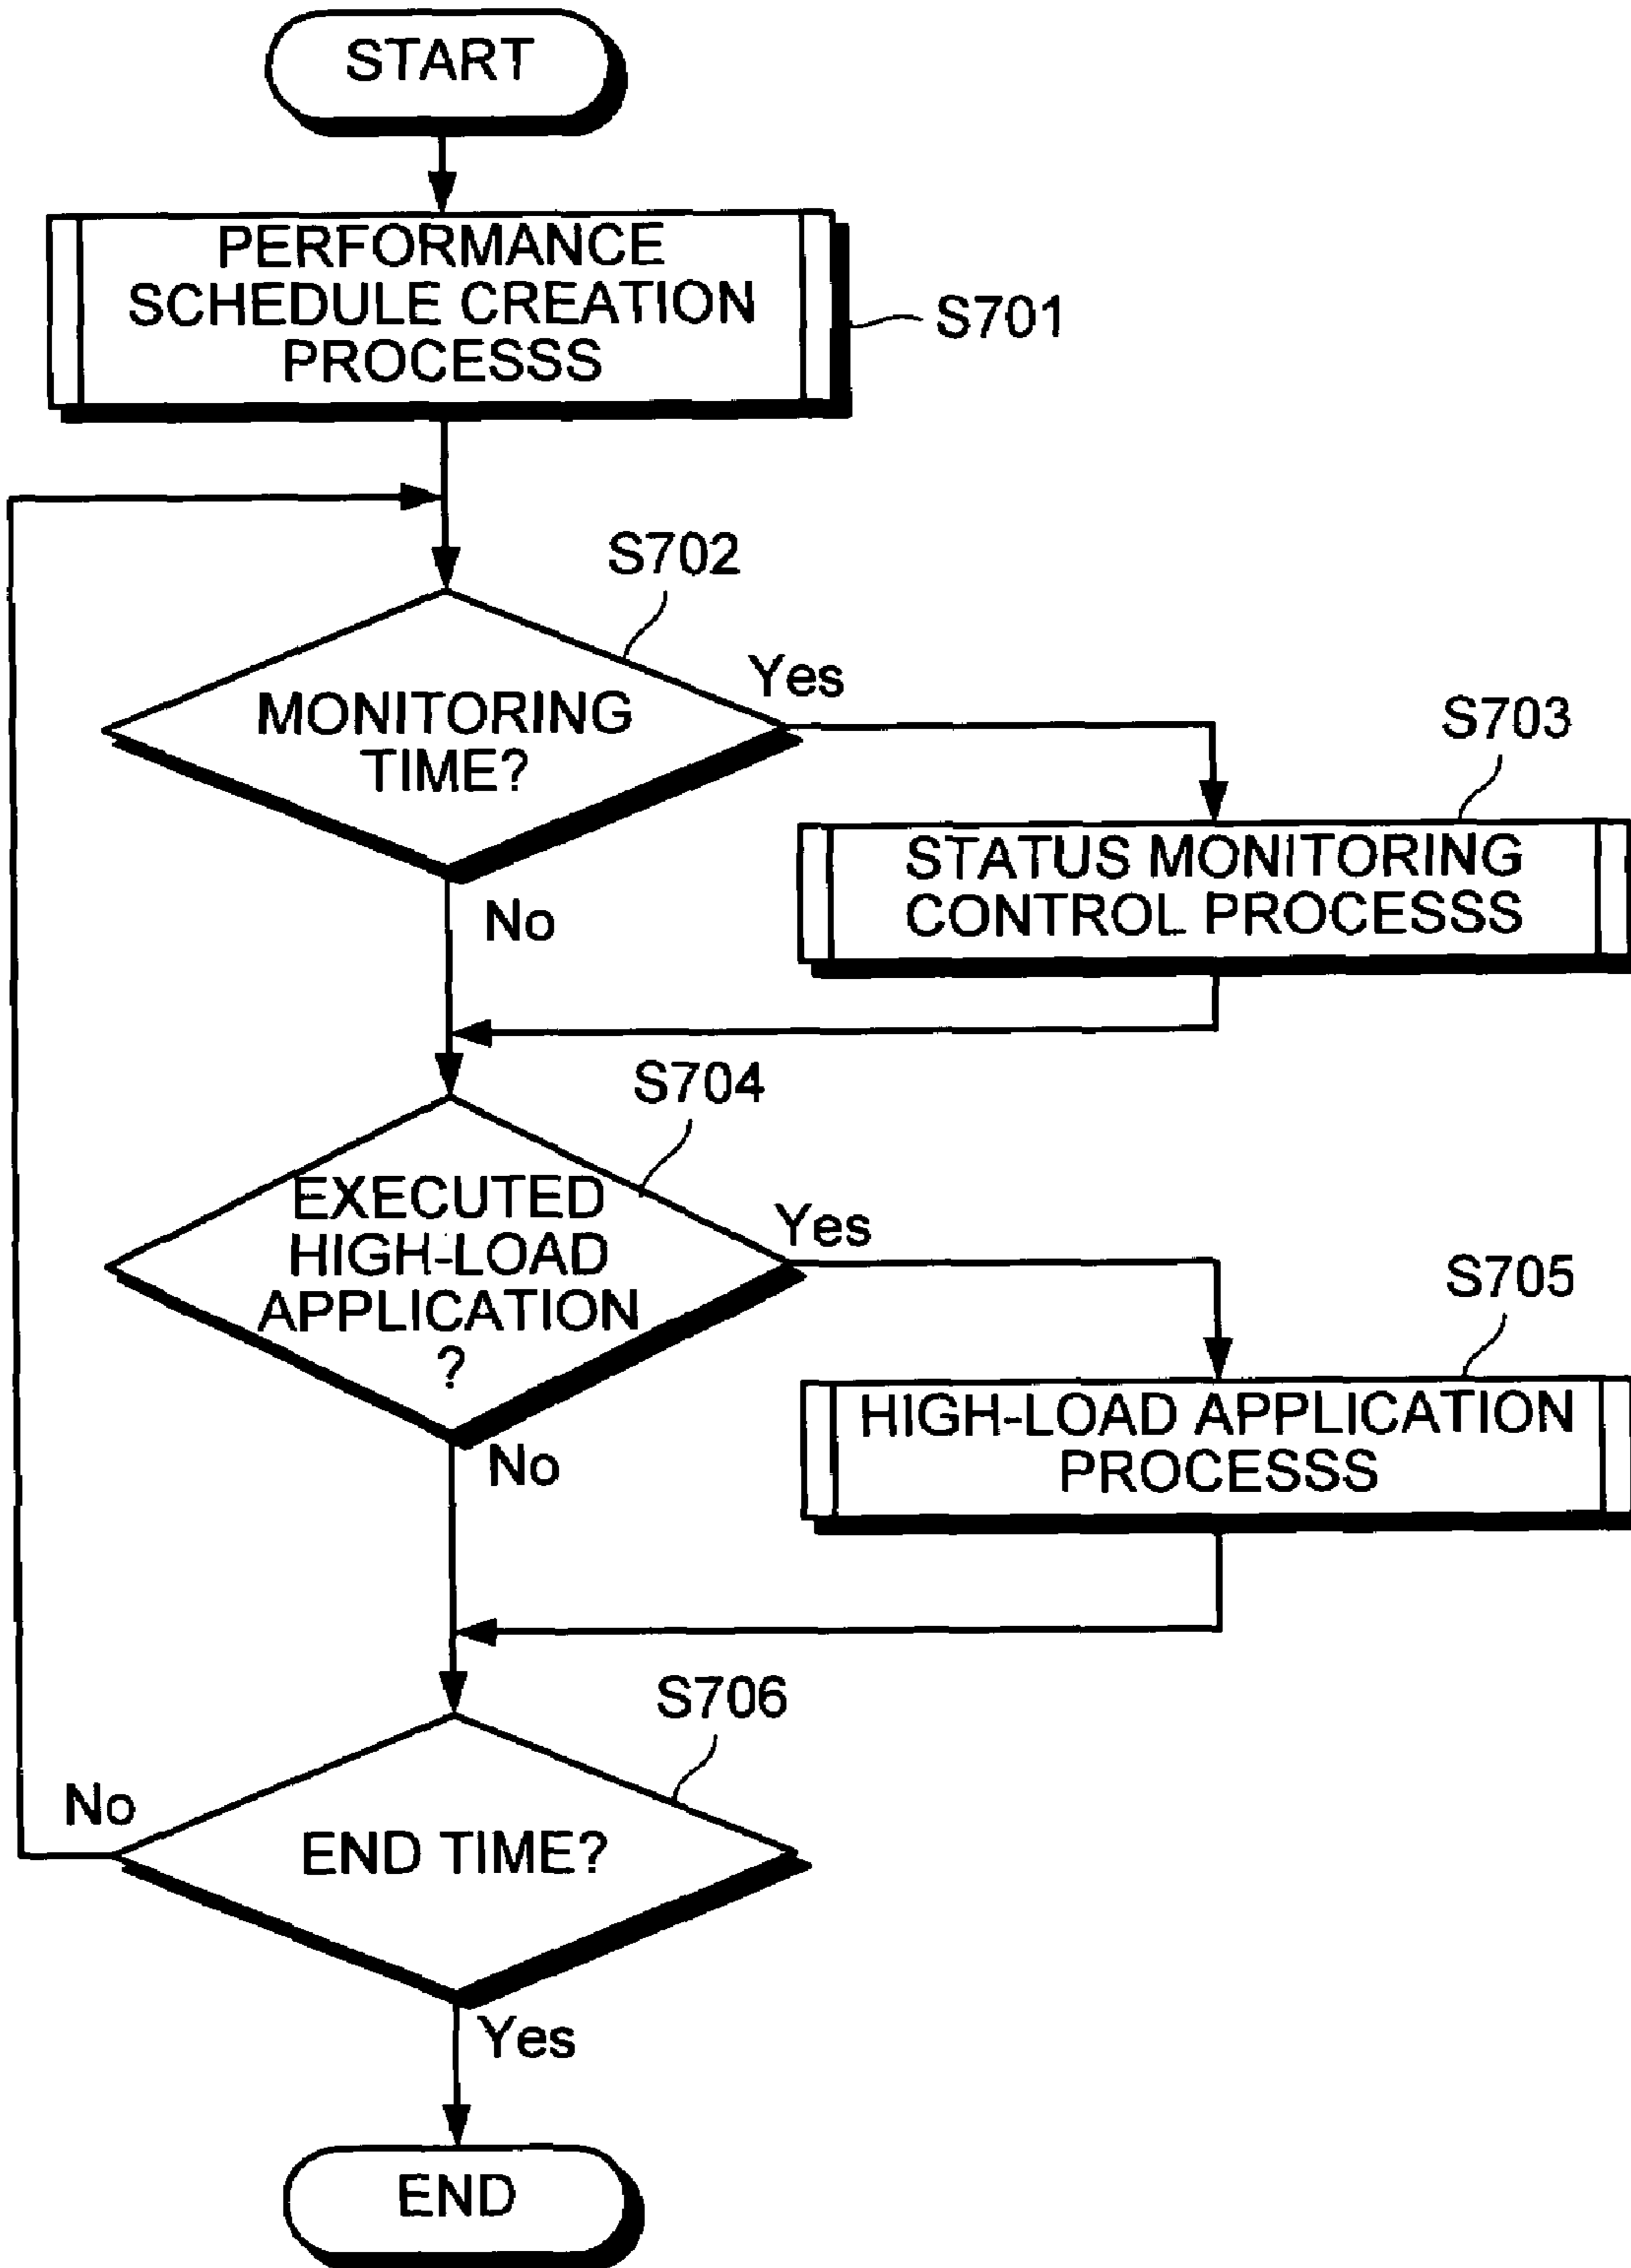 START
PERFORMANCE
SCHEDULE CREATION
PROCESSS
S701
S702
MONITORING
TIME?
Yes
No
S703
STATUS MONITORING
CONTROL PROCESSS
S704
EXECUTED
HIGH-LOAD
APPLICATION
?
Yes
No
S705
HIGH-LOAD APPLICATION
PROCESSS
S706
END TIME?
No
Yes
END